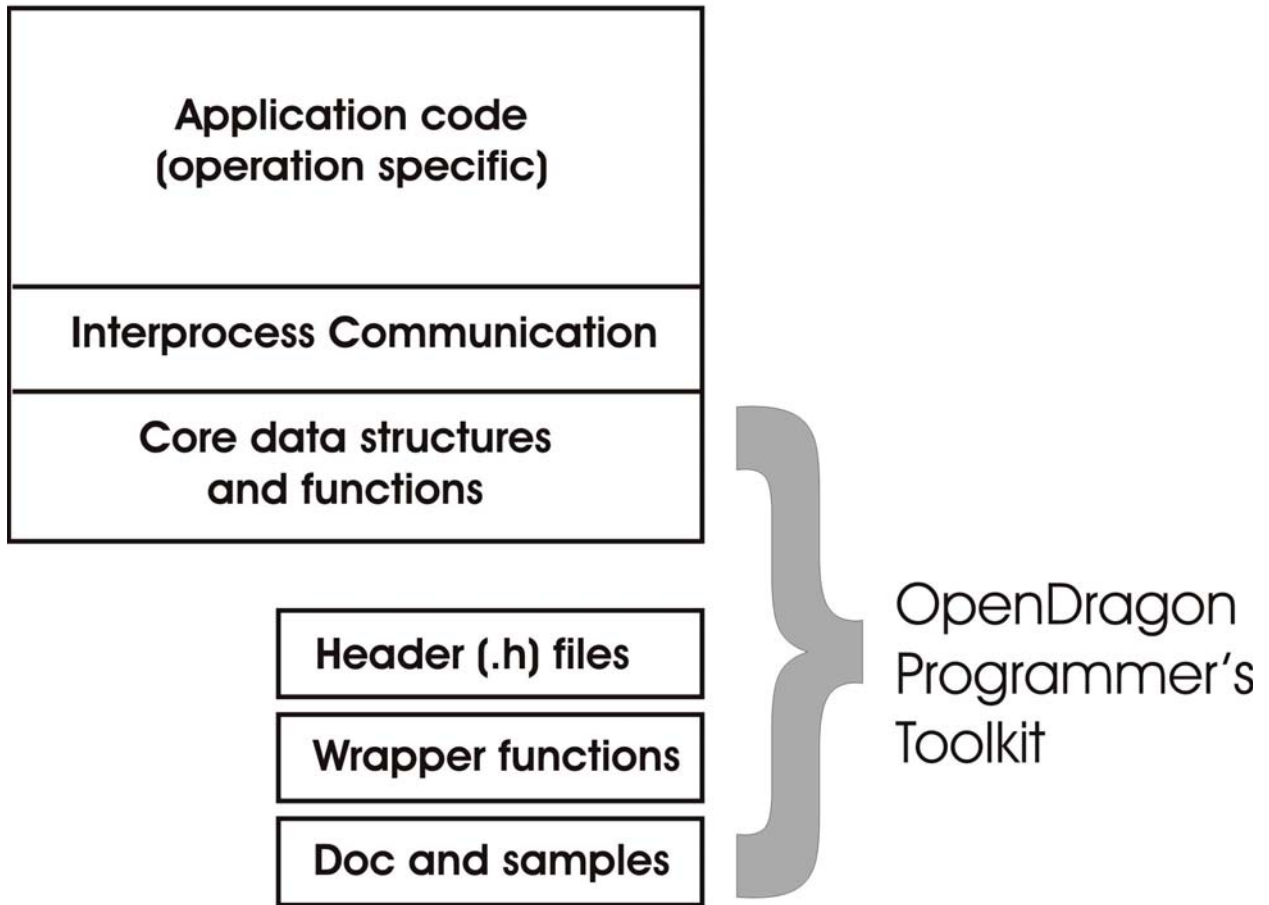 Application code
(operation specific)
Interprocess Communication
Core data structures
and functions
Header (.h) files
Wrapper functions
Doc and samples
OpenDragon
Programmer's
Toolkit